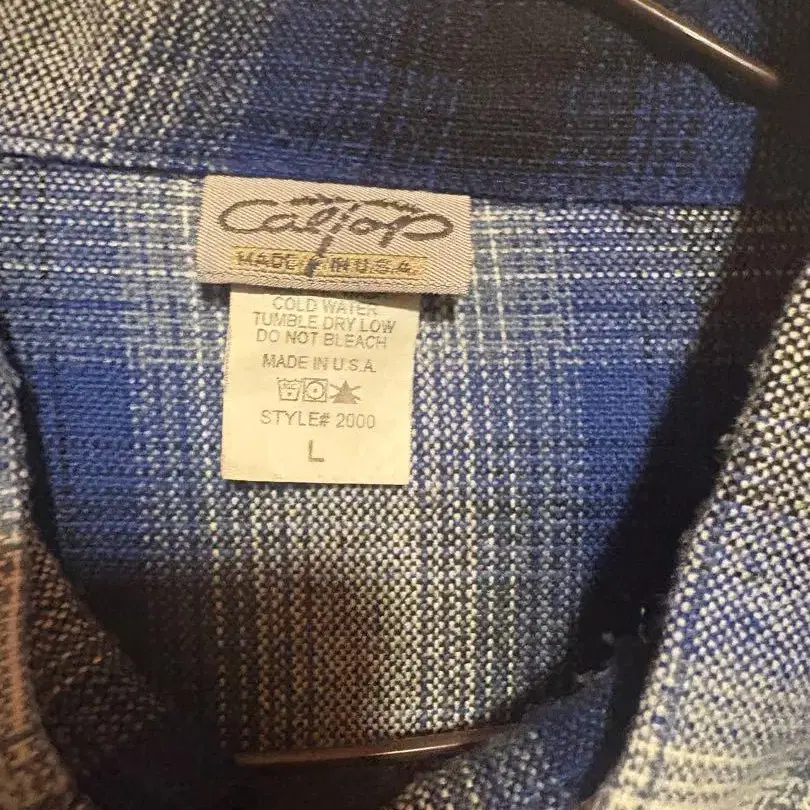 CalTop
MADE IN U.S.A.
COLD WATER
TUMBLE DRY LOW
DO NOT BLEACH
MADE IN U.S.A.
STYLE# 2000
L